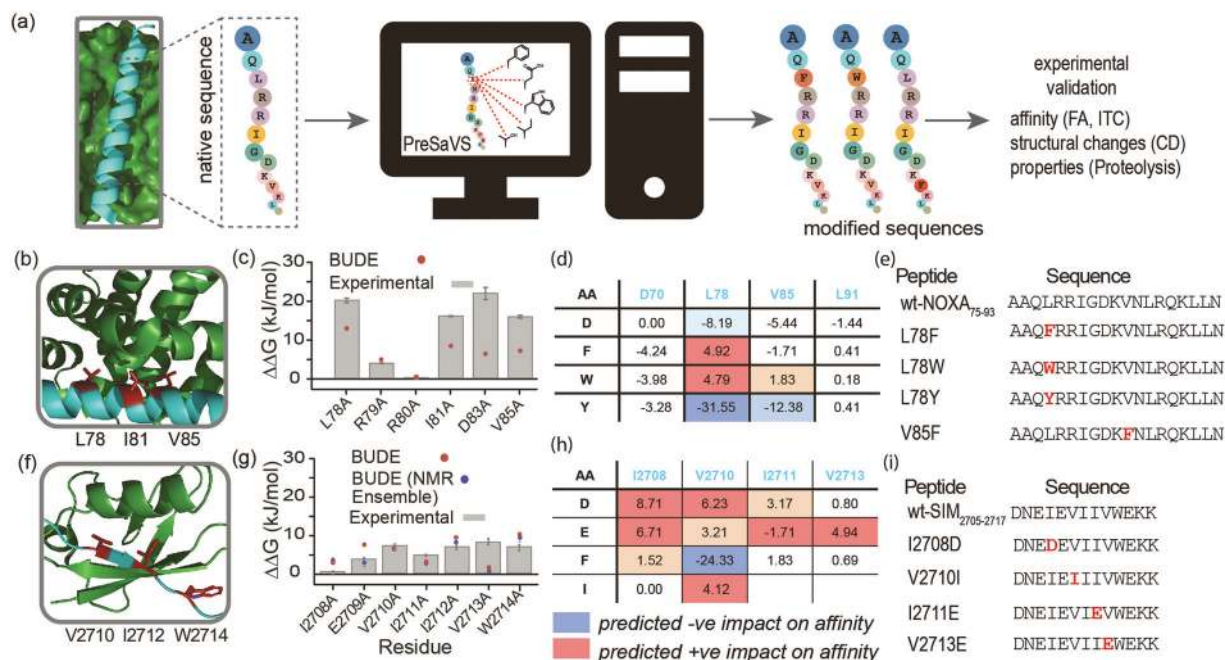 (a)
native sequence
A
Q
L
R
R
I
G
D
K
V
K
L
PreSaVS
A
Q
F
R
R
I
G
D
K
V
K
L
A
Q
W
R
R
I
G
D
K
V
K
L
A
Q
L
R
R
I
G
D
K
F
K
L
modified sequences
experimental
validation
affinity (FA, ITC)
structural changes (CD)
properties (Proteolysis)
(b)
L78 I81 V85
(c)
ΔΔG (kJ/mol)
30
20
10
0
BUDE
Experimental
L78A
R79A
R80A
I81A
D83A
V85A
(d)
AA D70 L78 V85 L91
D 0.00 -8.19 -5.44 -1.44
F -4.24 4.92 -1.71 0.41
W -3.98 4.79 1.83 0.18
Y -3.28 -31.55 -12.38 0.41
(e)
Peptide Sequence
wt-NOXA75-93 AAQLRRIGDKVNLRQKLLN
L78F AAQFRRIGDKVNLRQKLLN
L78W AAQWRRIGDKVNLRQKLLN
L78Y AAQYRRIGDKVNLRQKLLN
V85F AAQLRRIGDKFNLRQKLLN
(f)
V2710 I2712 W2714
(g)
ΔΔG (kJ/mol)
30
20
10
0
BUDE
BUDE (NMR
Ensemble)
Experimental
I2708A
E2709A
V2710A
I2711A
I2712A
V2713A
W2714A
Residue
(h)
AA I2708 V2710 I2711 V2713
D 8.71 6.23 3.17 0.80
E 6.71 3.21 -1.71 4.94
F 1.52 -24.33 1.83 0.69
I 0.00 4.12
predicted -ve impact on affinity
predicted +ve impact on affinity
(i)
Peptide Sequence
wt-SIM2705-2717 DNEIEVIIVWEKK
I2708D DNEDEVIIVWEKK
V2710I DNEIEIIIVWEKK
I2711E DNEIEVIEVWEKK
V2713E DNEIEVIIEWEKK